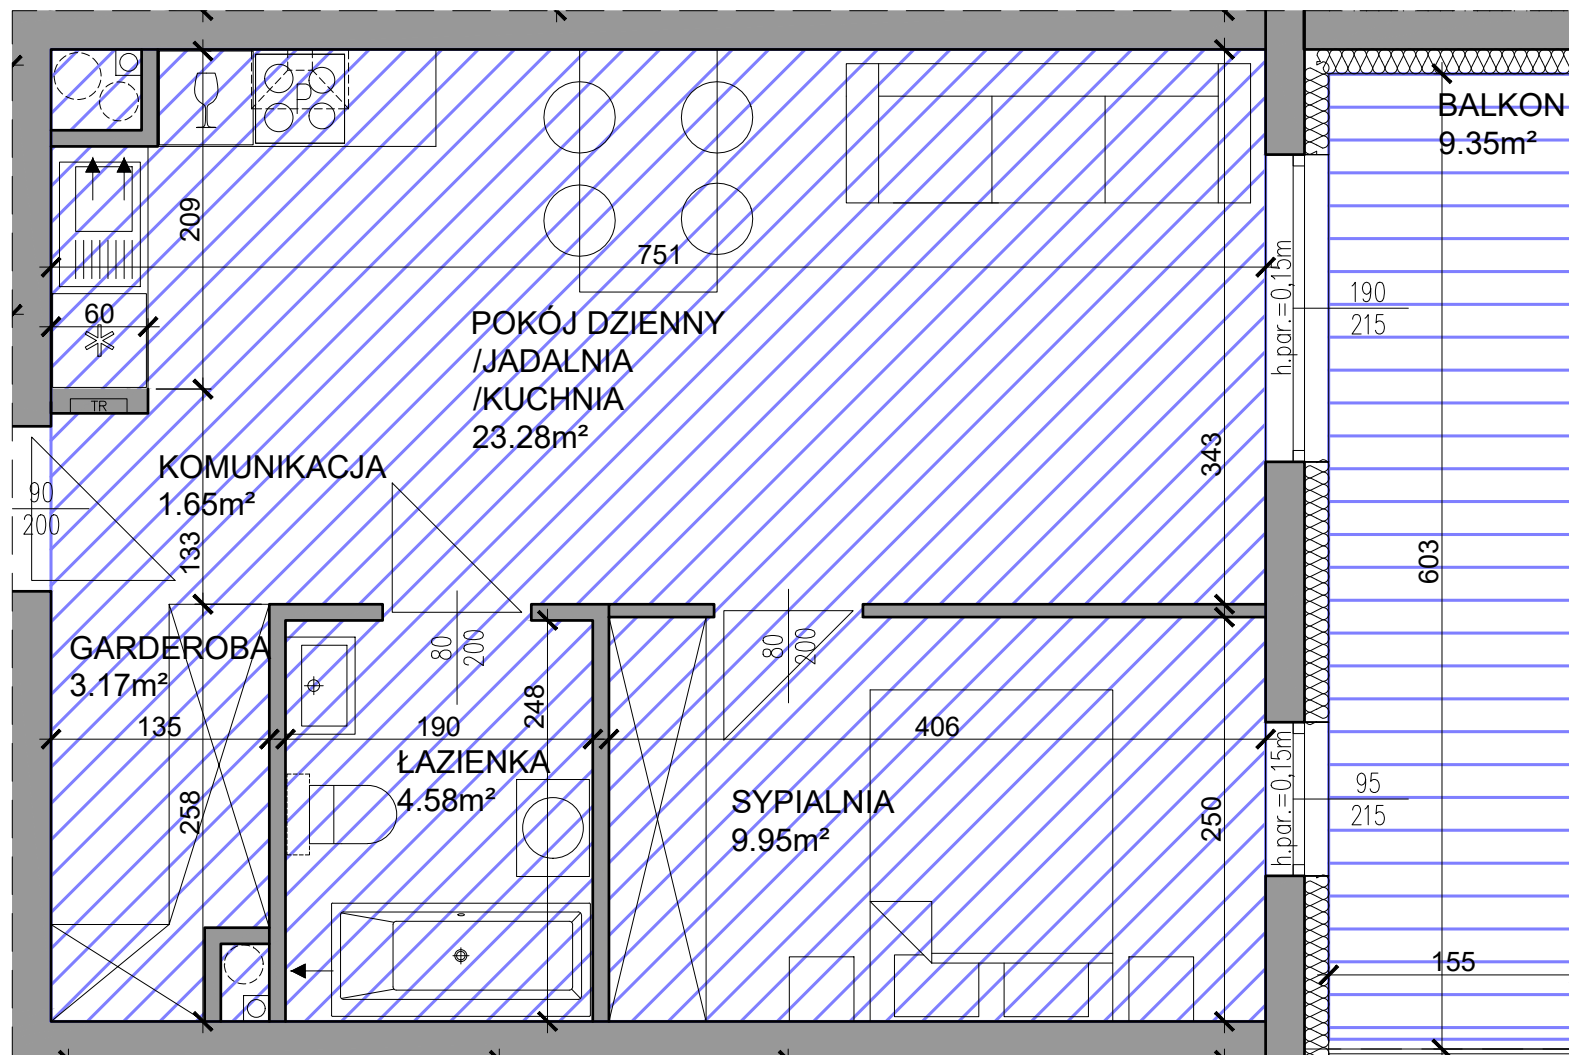 BALKON
9.35m²
P
209
751
60
190
215
h.par.=0,15m
POKÓJ DZIENNY
/JADALNIA
/KUCHNIA
23.28m²
TR
343
KOMUNIKACJA
1.65m²
90
200
133
603
GARDEROBA
3.17m²
80
200
80
200
135
190
248
406
ŁAZIENKA
4.58m²
258
SYPIALNIA
9.95m²
250
h.par.=0,15m
95
215
155